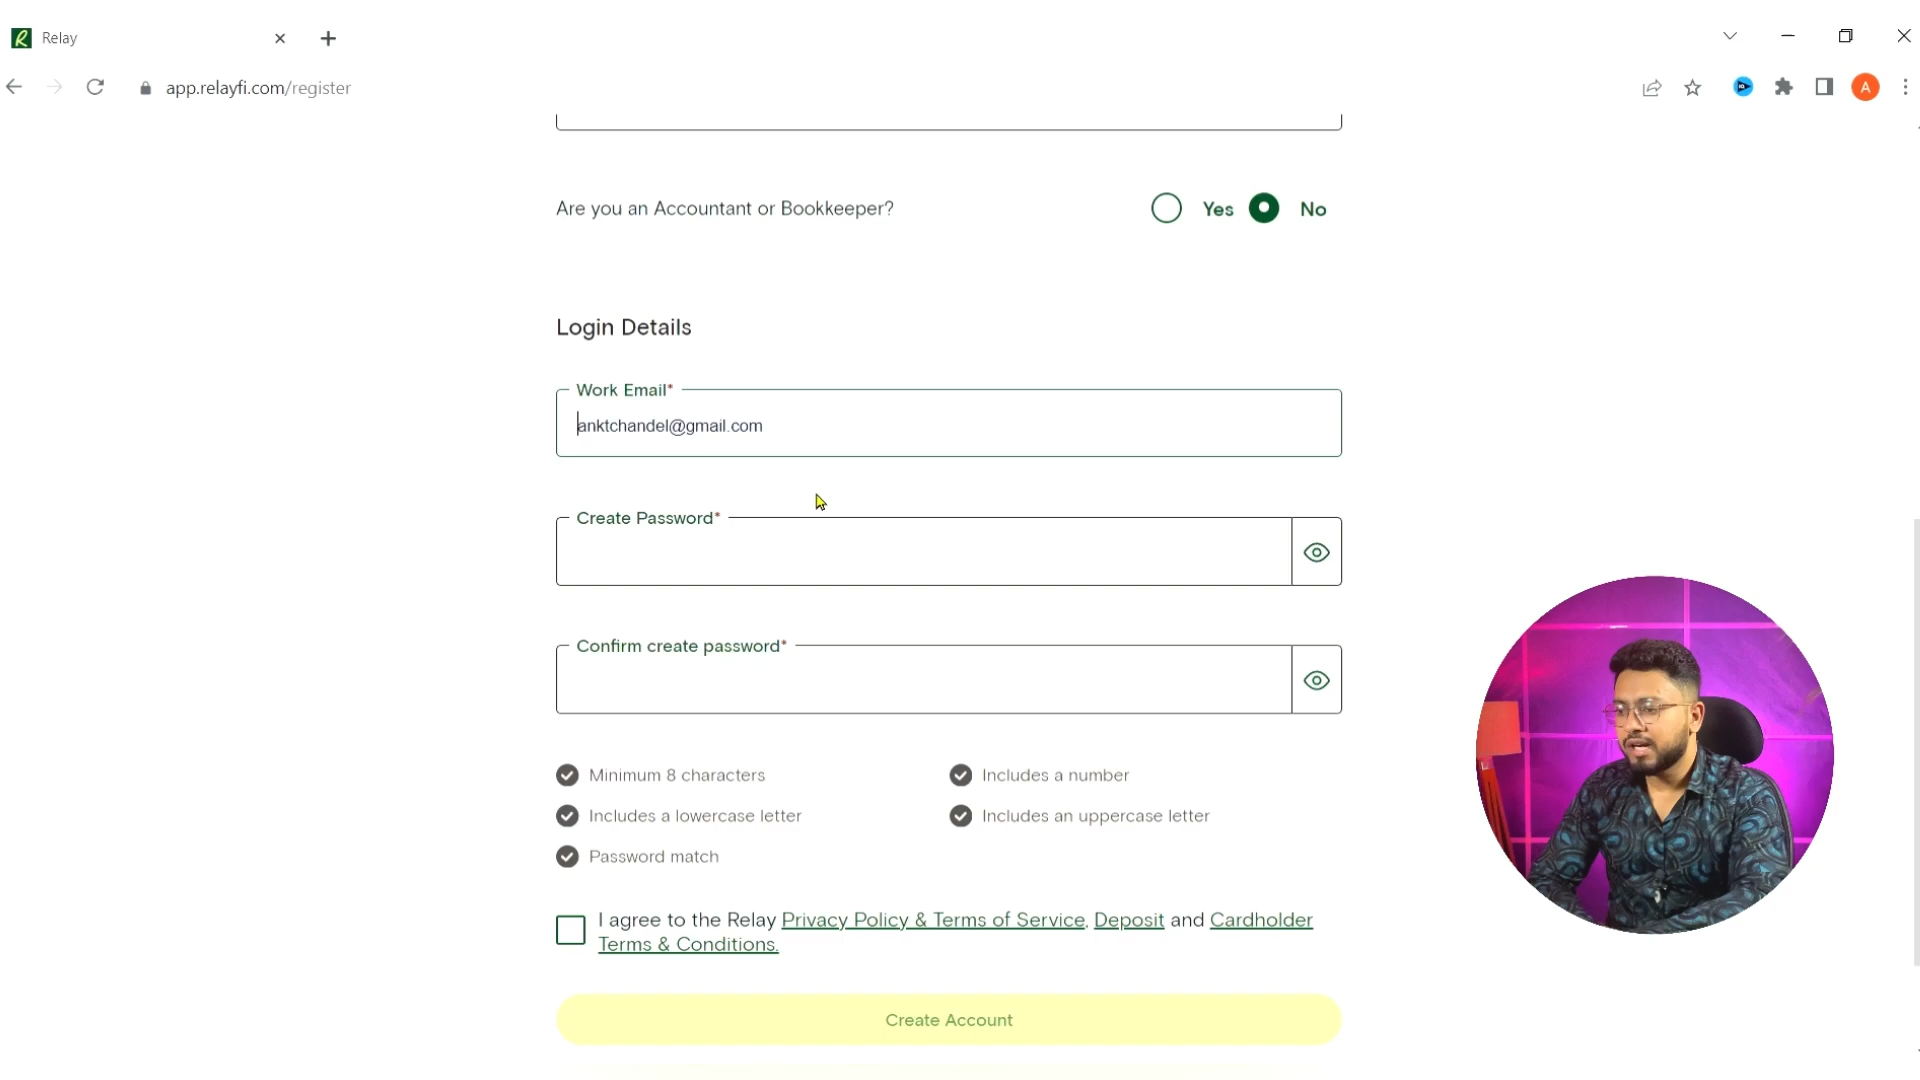 Relay
app.relayfi.com/register
A
Are you an Accountant or Bookkeeper?
Yes
No
Login Details
Work Email*
anktchandel@gmail.com
Create Password*
Confirm create password*
Minimum 8 characters
Includes a number
Includes a lowercase letter
Includes an uppercase letter
Password match
I agree to the Relay Privacy Policy & Terms of Service, Deposit and Cardholder
Terms & Conditions.
Create Account